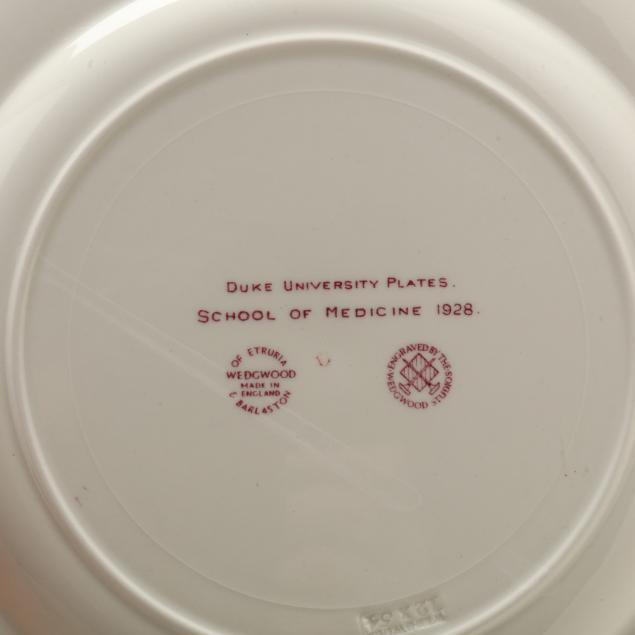 DUKE UNIVERSITY PLATES.
SCHOOL OF MEDICINE 1928.
OF ETRURIA
WEDGWOOD
MADE IN
ENGLAND
& BARLASTON
ENGRAVED BY THE
WEDGWOOD STUDIOS